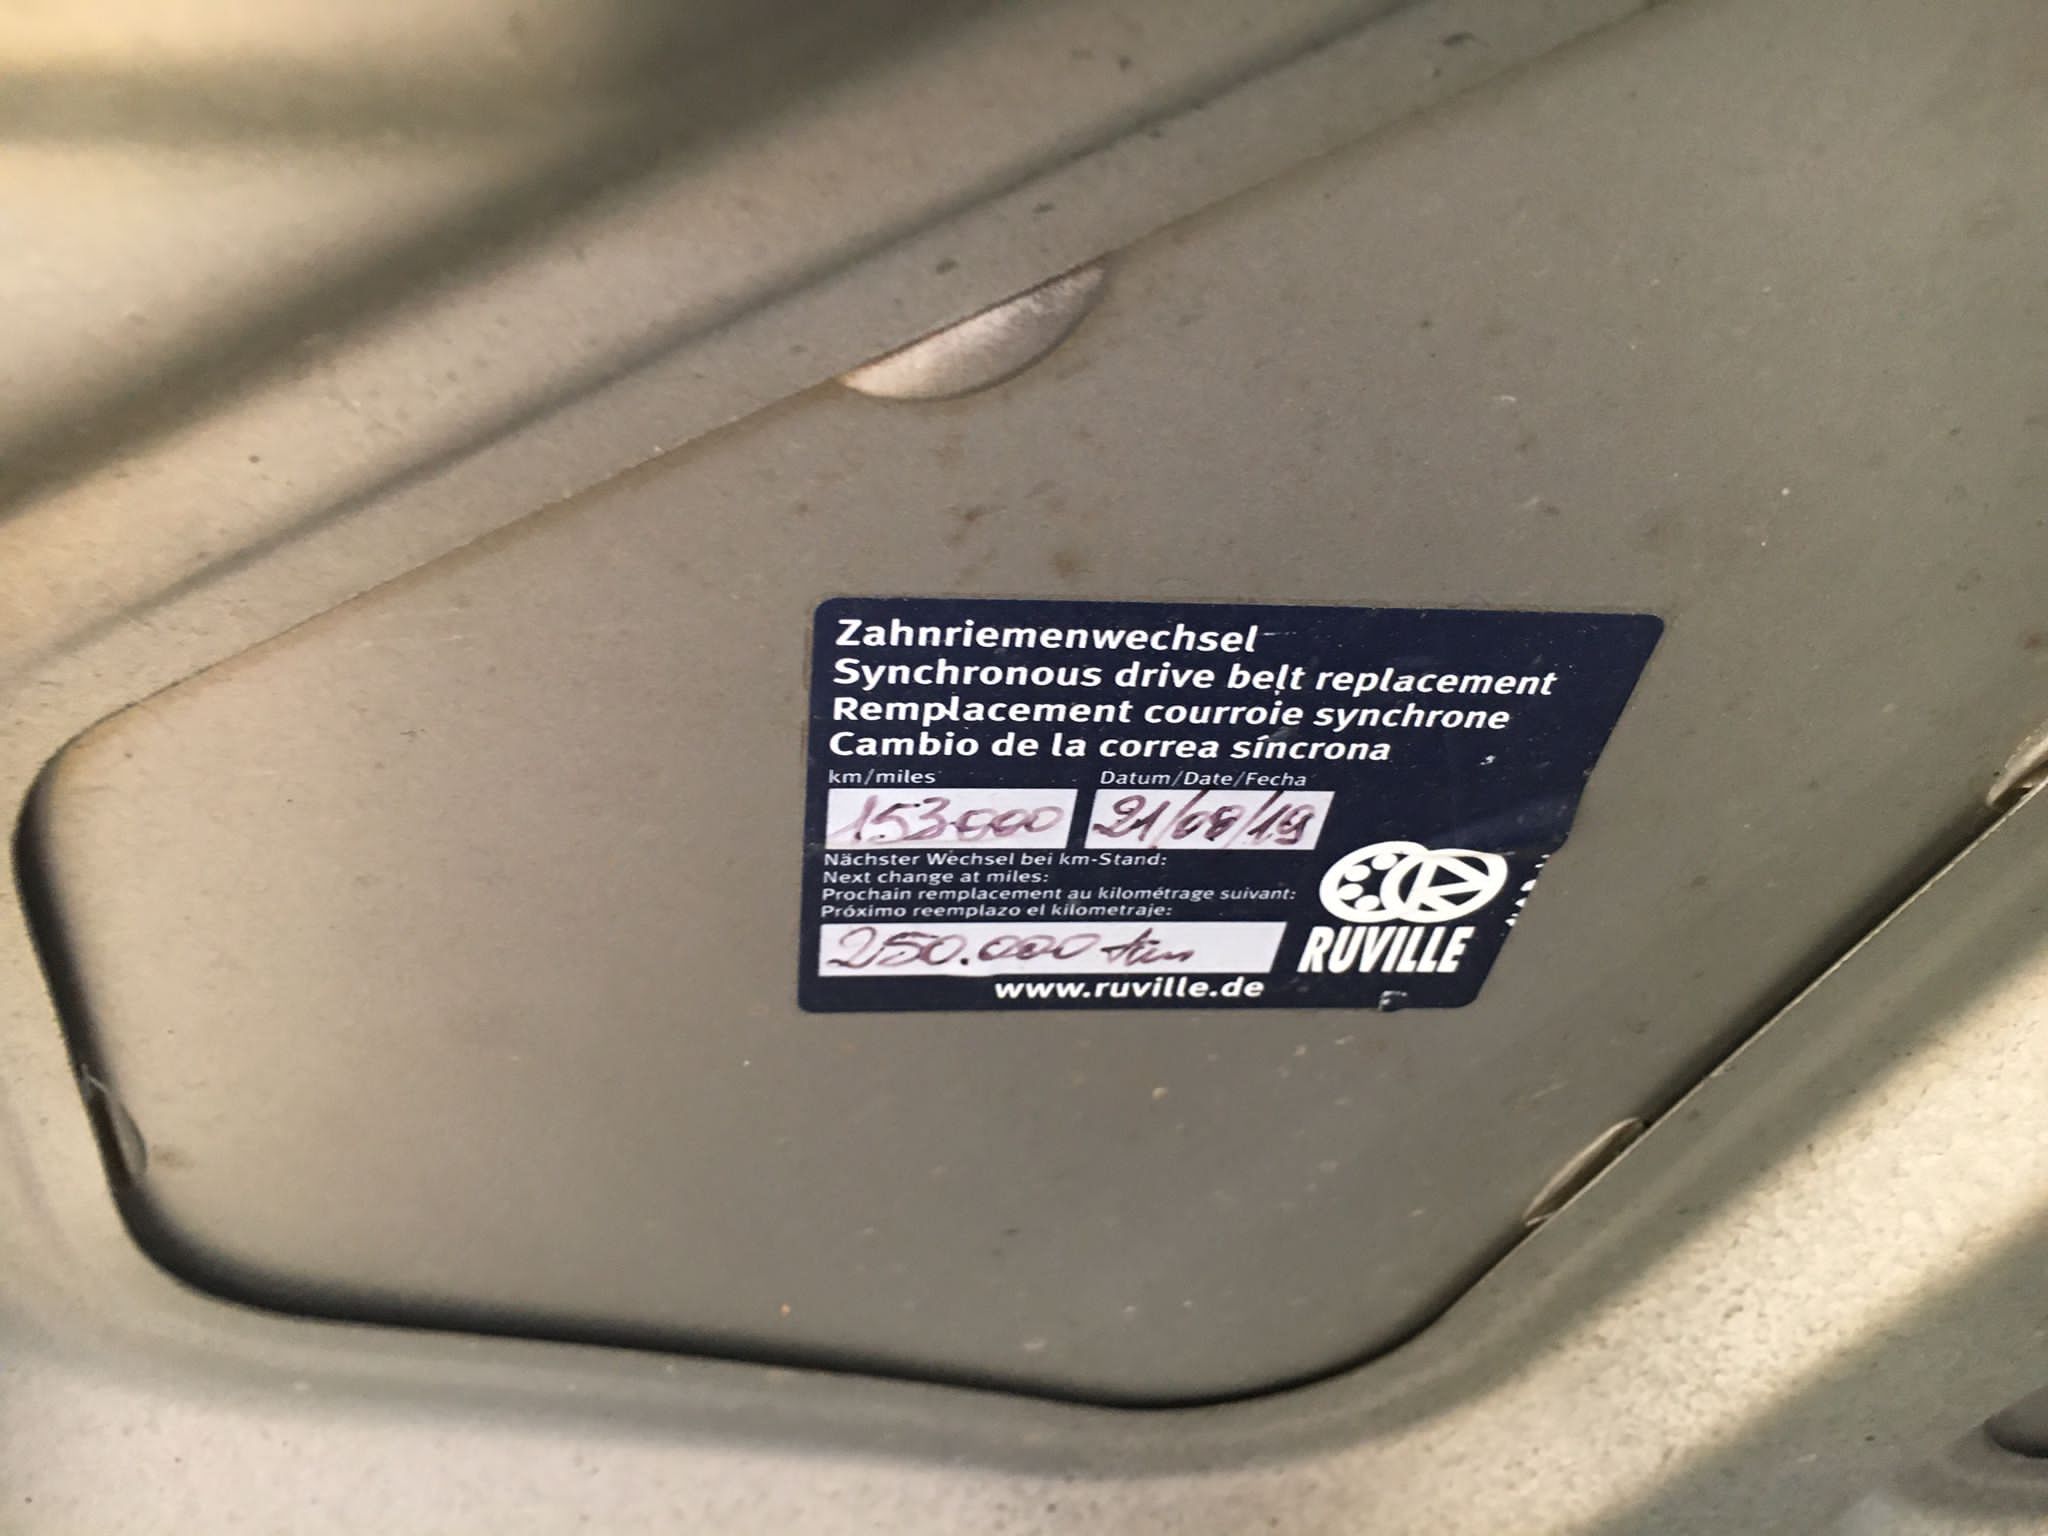 Zahnriemenwechsel
Synchronous drive belt replacement
Remplacement courroie synchrone
Cambio de la correa síncrona
km/miles Datum/Date/Fecha
153.000 21/08/19
Nächster Wechsel bei km-Stand:
Next change at miles:
Prochain remplacement au kilométrage suivant:
Próximo reemplazo el kilometraje:
250.000 km
RUVILLE
www.ruville.de